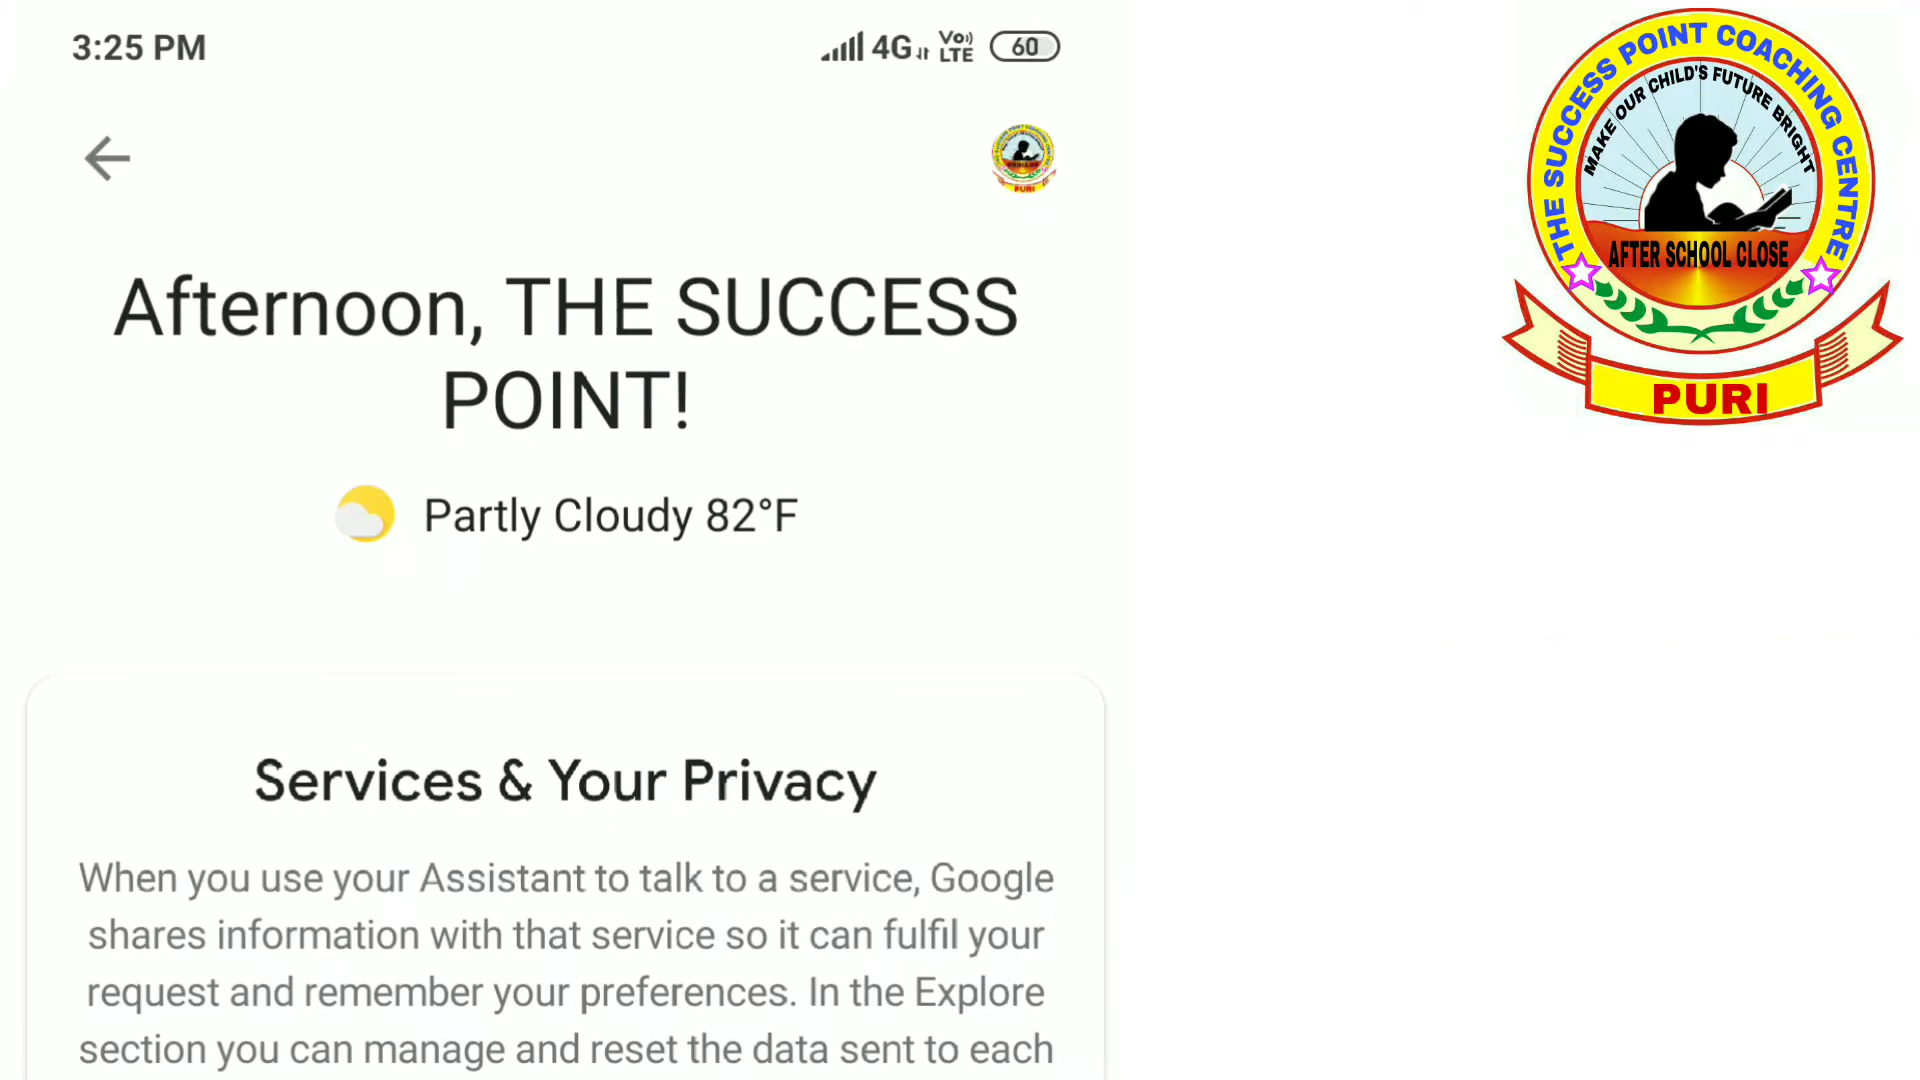 3:25 PM
4G Vo)) LTE 60
PURI
Afternoon, THE SUCCESS
POINT!
Partly Cloudy 82°F
Services & Your Privacy
When you use your Assistant to talk to a service, Google
shares information with that service so it can fulfil your
request and remember your preferences. In the Explore
section you can manage and reset the data sent to each
THE SUCCESS POINT COACHING CENTRE
MAKE OUR CHILD'S FUTURE BRIGHT
AFTER SCHOOL CLOSE
PURI